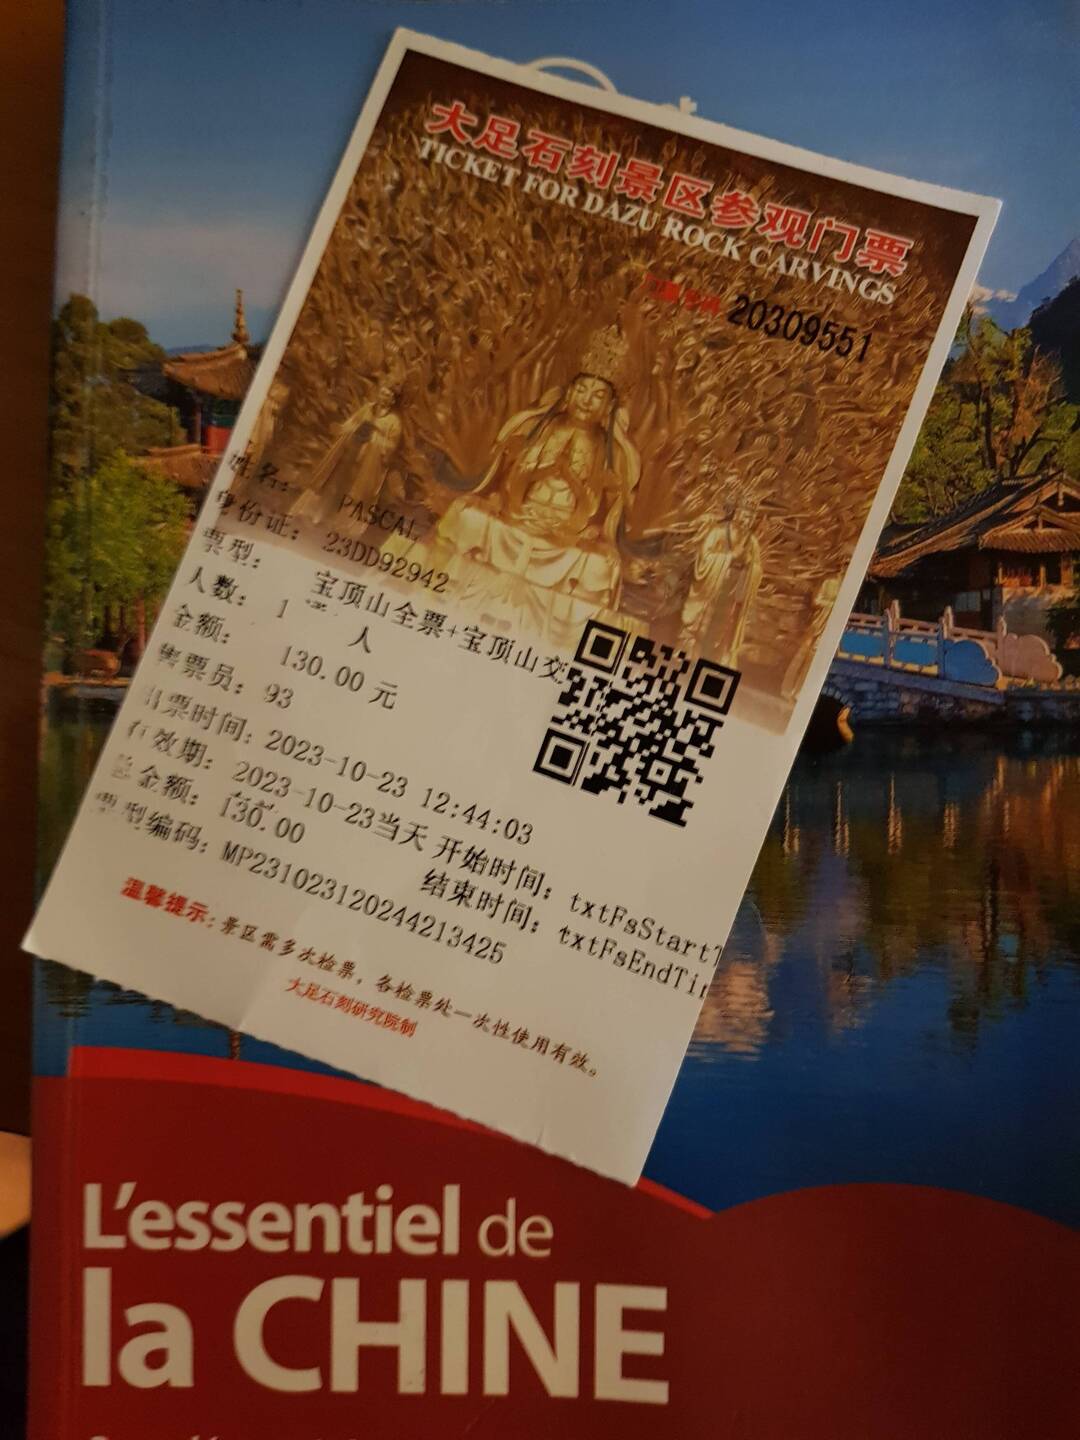 大足石刻景区参观门票
TICKET FOR DAZU ROCK CARVINGS
20309551
姓名： PASCAL
身份证： 23DD92942
票型： 宝顶山全票+宝顶山交
人数： 1 人
金额： 130.00 元
售票员： 93
出票时间： 2023-10-23 12:44:03
有效期： 2023-10-23当天 开始时间： txtFsStartT
总金额： 130.00 结束时间： txtFsEndTi
票型编码： MP231023120244213425
温馨提示：景区需多次检票，各检票处一次性使用有效。
大足石刻研究院制
L'essentiel de
la CHINE